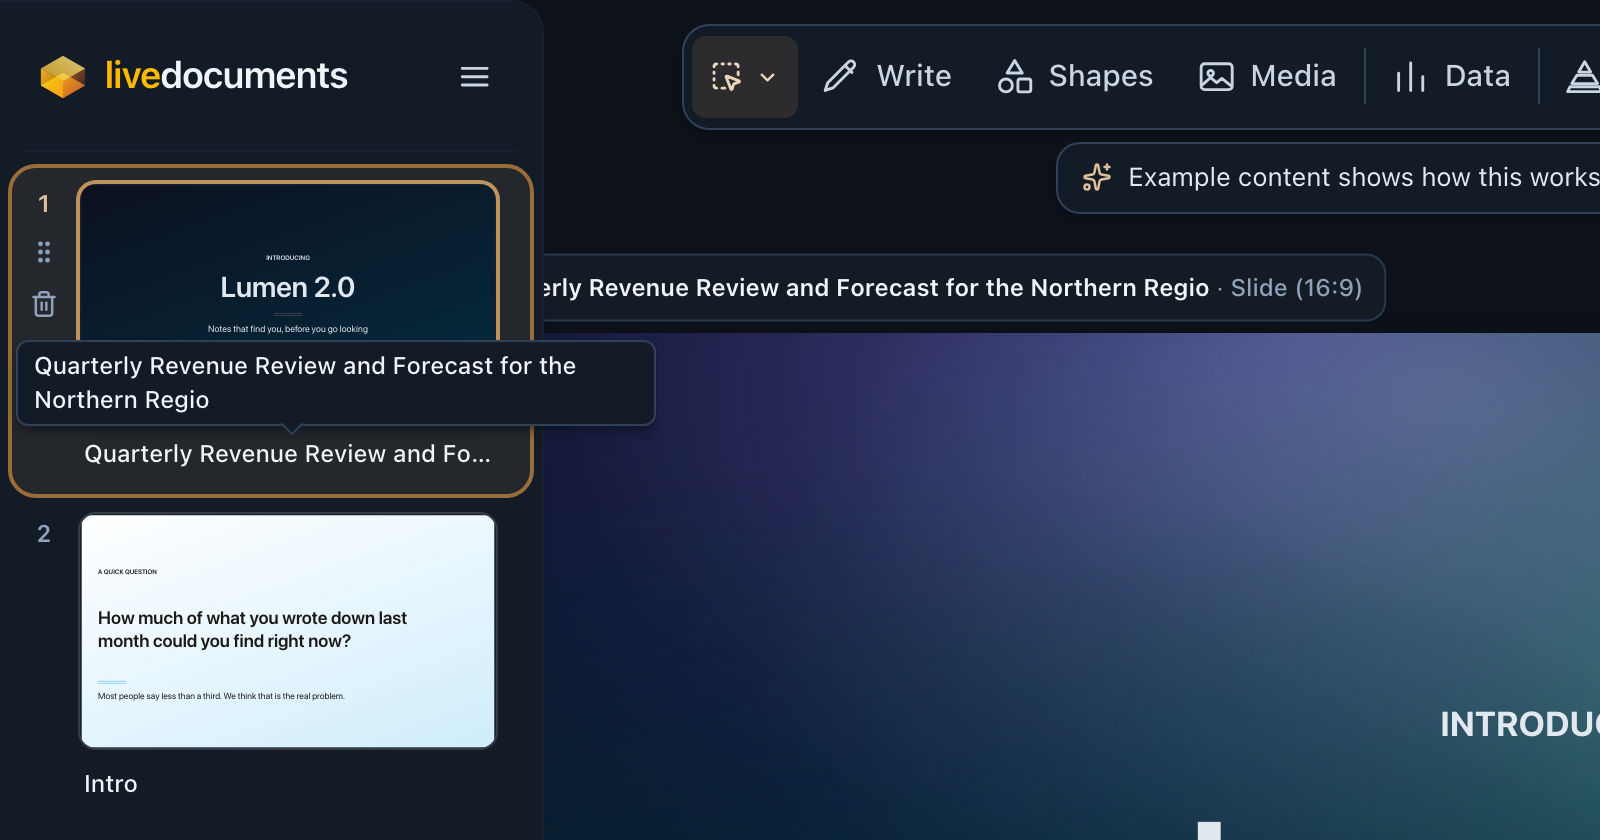 livedocuments
Write
Shapes
Media
Data
Example content shows how this works
erly Revenue Review and Forecast for the Northern Regio · Slide (16:9)
1
INTRODUCING
Lumen 2.0
Notes that find you, before you go looking
Quarterly Revenue Review and Forecast for the
Northern Regio
Quarterly Revenue Review and Fo...
2
A QUICK QUESTION
How much of what you wrote down last
month could you find right now?
Most people say less than a third. We think that is the real problem.
Intro
INTRODUC